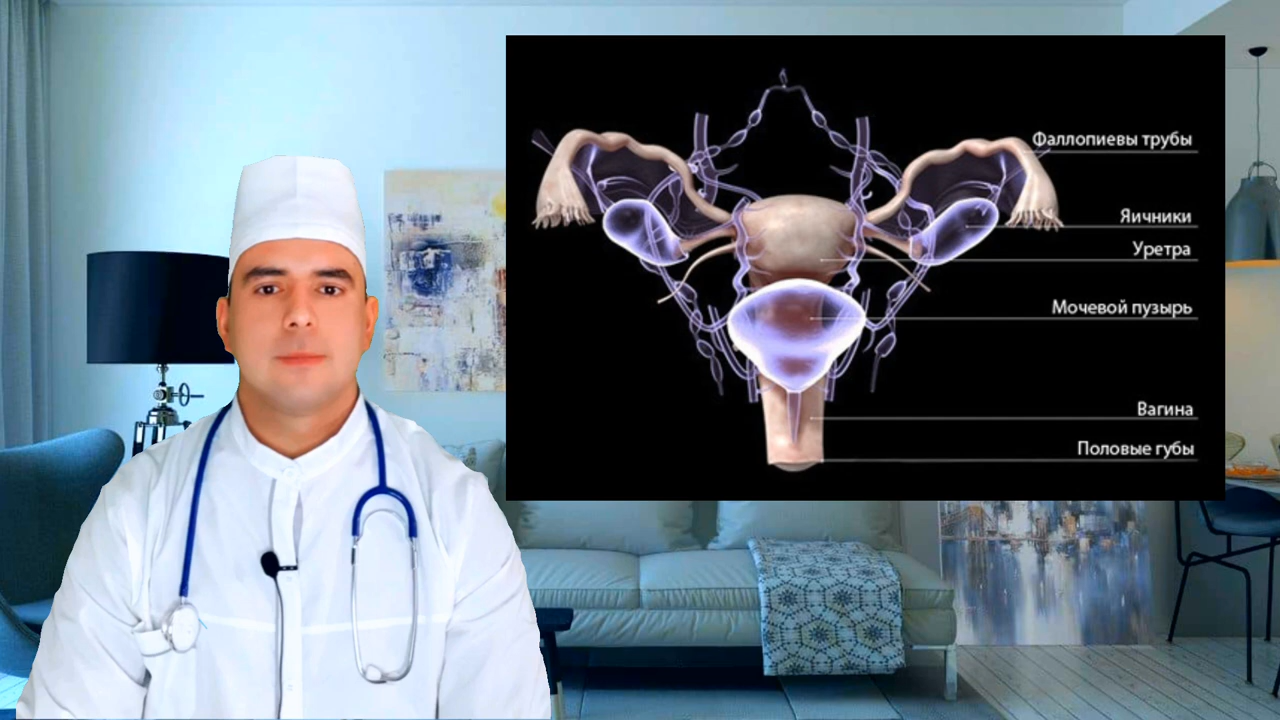 Фаллопиевы трубы
Яичники
Уретра
Мочевой пузырь
Вагина
Половые губы